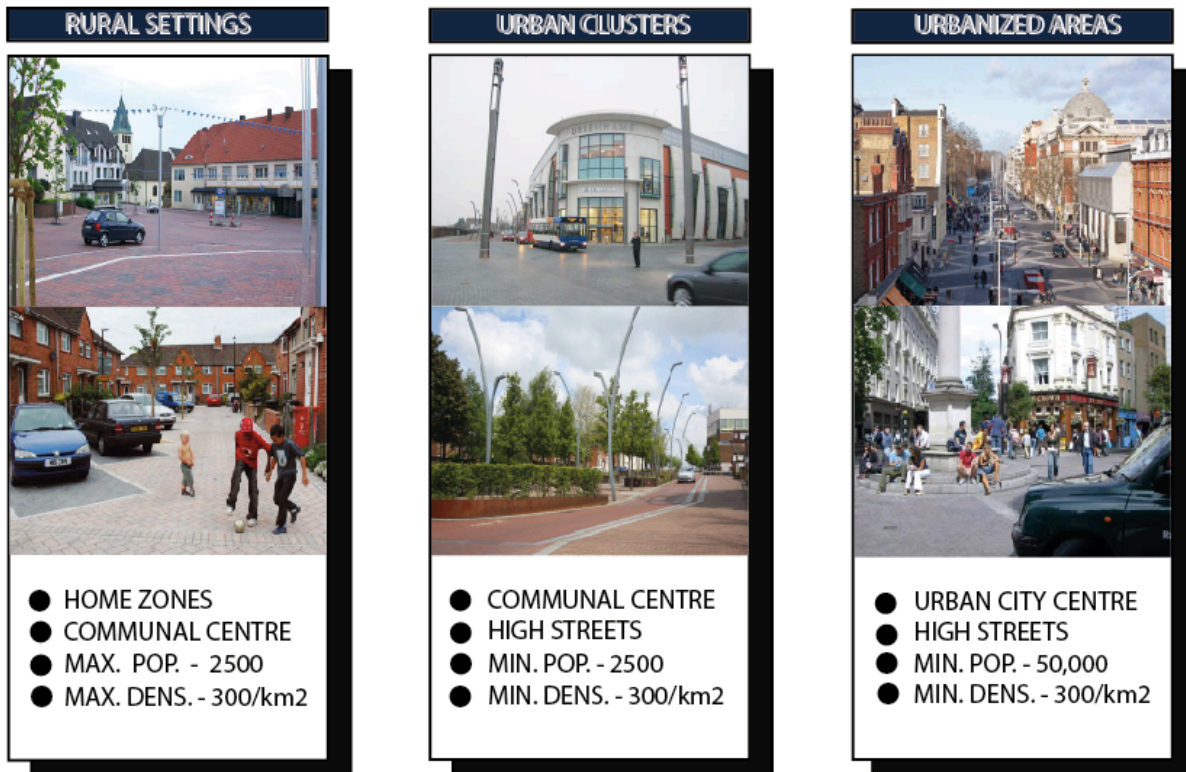 RURAL SETTINGS
HOME ZONES
COMMUNAL CENTRE
MAX. POP. - 2500
MAX. DENS. - 300/km2
URBAN CLUSTERS
DEBENHAMS
COMMUNAL CENTRE
HIGH STREETS
MIN. POP. - 2500
MIN. DENS. - 300/km2
URBANIZED AREAS
CROWN
URBAN CITY CENTRE
HIGH STREETS
MIN. POP. - 50,000
MIN. DENS. - 300/km2